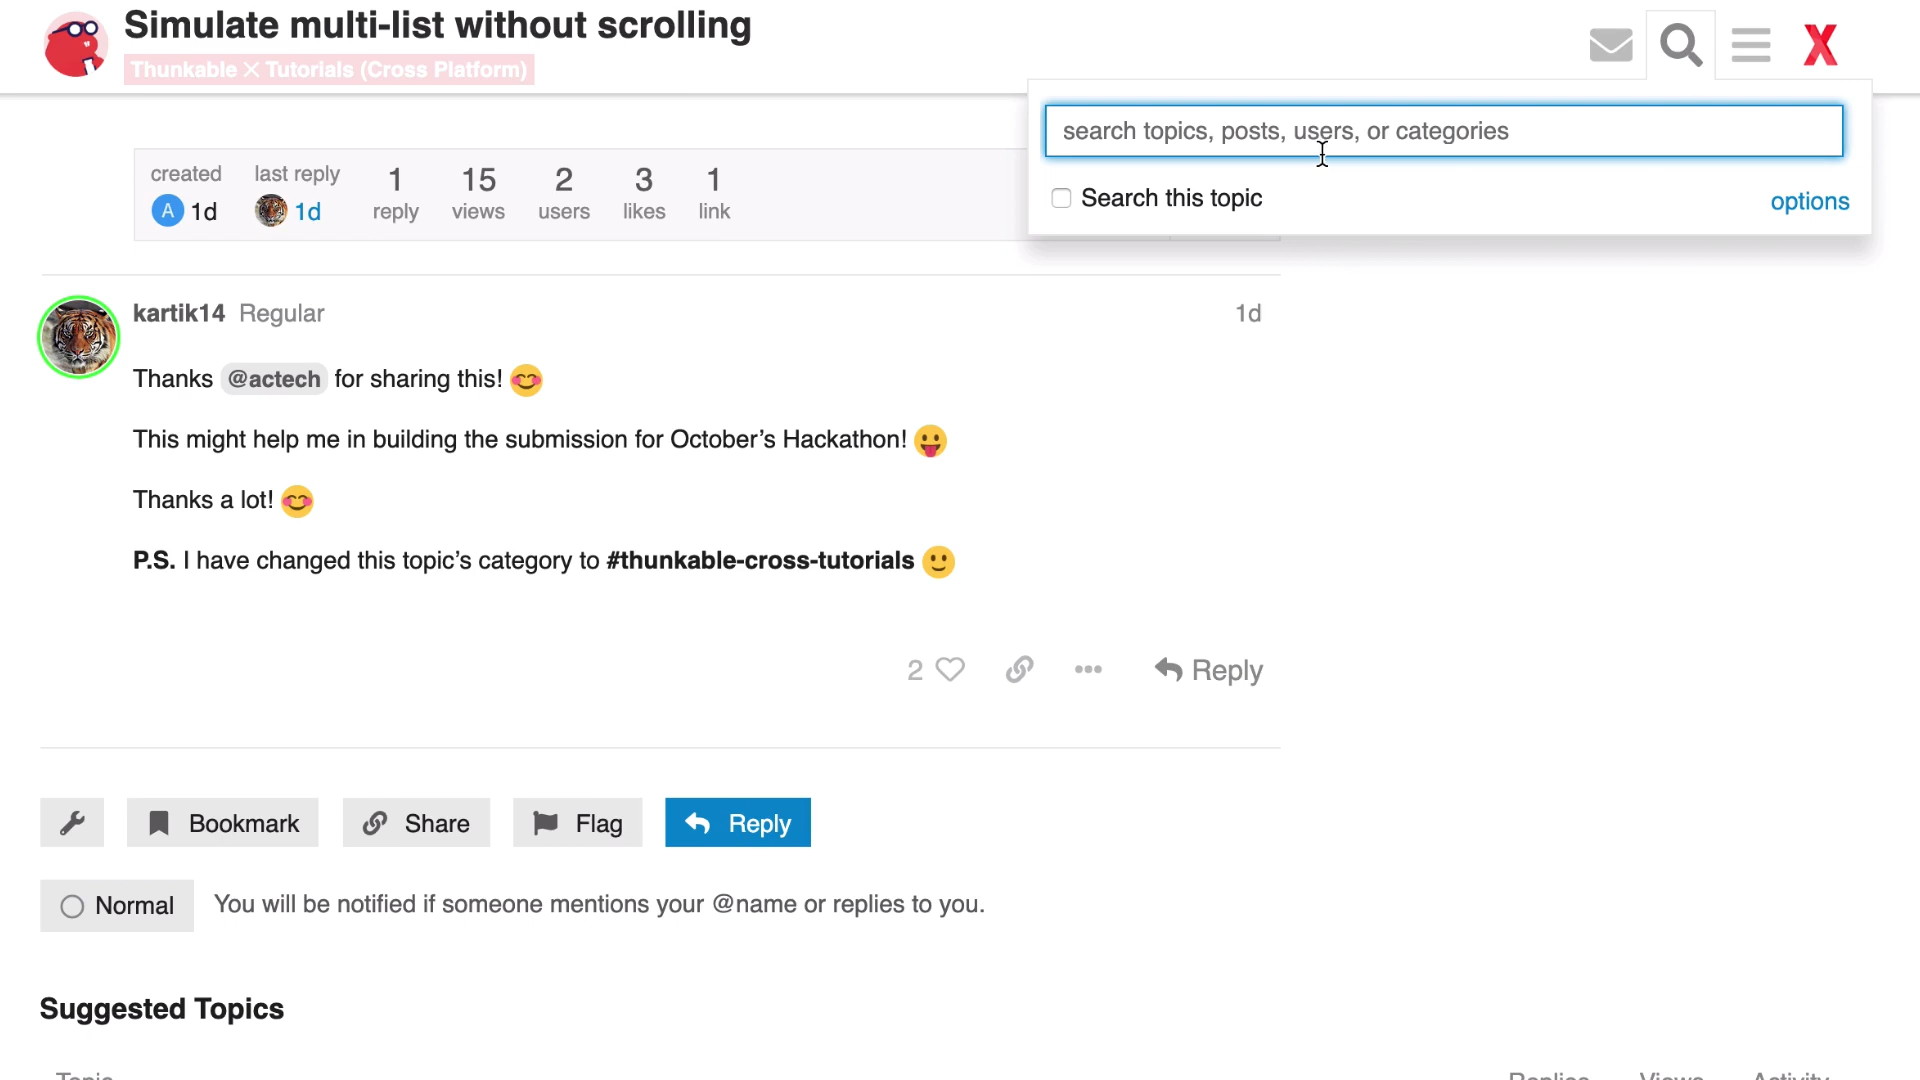 Simulate multi-list without scrolling
Thunkable X Tutorials (Cross Platform)
X
search topics, posts, users, or categories
Search this topic
options
created
last reply
1
15
2
3
1
A
1d
1d
reply
views
users
likes
link
kartik14 Regular
1d
Thanks @actech for sharing this!
This might help me in building the submission for October’s Hackathon!
Thanks a lot!
P.S. I have changed this topic’s category to #thunkable-cross-tutorials
2
Reply
Bookmark
Share
Flag
Reply
Normal
You will be notified if someone mentions your @name or replies to you.
Suggested Topics
Topic
Replies
Views
Activity